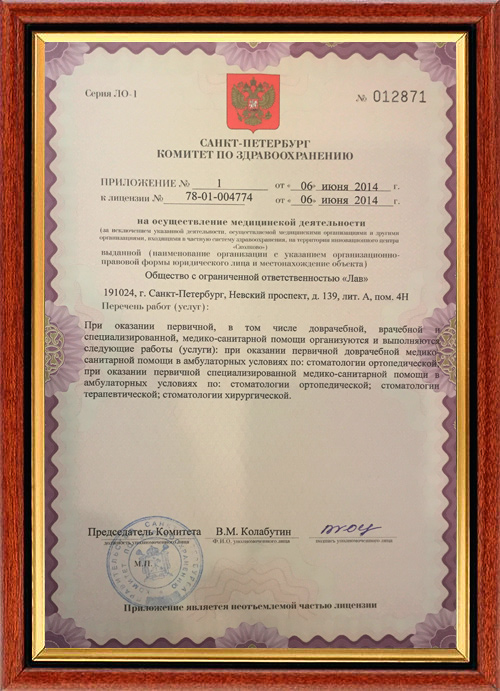 Серия ЛО-1
№ 012871
САНКТ-ПЕТЕРБУРГ
КОМИТЕТ ПО ЗДРАВООХРАНЕНИЮ
ПРИЛОЖЕНИЕ № 1 от «06» июня 2014 г.
к лицензии № 78-01-004774 от «06» июня 2014 г.
на осуществление медицинской деятельности
(за исключением указанной деятельности, осуществляемой медицинскими организациями и другими
организациями, входящими в частную систему здравоохранения, на территории инновационного центра
«Сколково»)
выданной (наименование организации с указанием организационно-
правовой формы юридического лица и местонахождение объекта)
Общество с ограниченной ответственностью «Лав»
191024, г. Санкт-Петербург, Невский проспект, д. 139, лит. А, пом. 4Н
Перечень работ (услуг):
При оказании первичной, в том числе доврачебной, врачебной и
специализированной, медико-санитарной помощи организуются и выполняются
следующие работы (услуги): при оказании первичной доврачебной медико-
санитарной помощи в амбулаторных условиях по: стоматологии ортопедической;
при оказании первичной специализированной медико-санитарной помощи в
амбулаторных условиях по: стоматологии ортопедической; стоматологии
терапевтической; стоматологии хирургической.
Председатель Комитета В.М. Колабутин
должность уполномоченного лица Ф.И.О. уполномоченного лица подпись уполномоченного лица
М.П.
Приложение является неотъемлемой частью лицензии